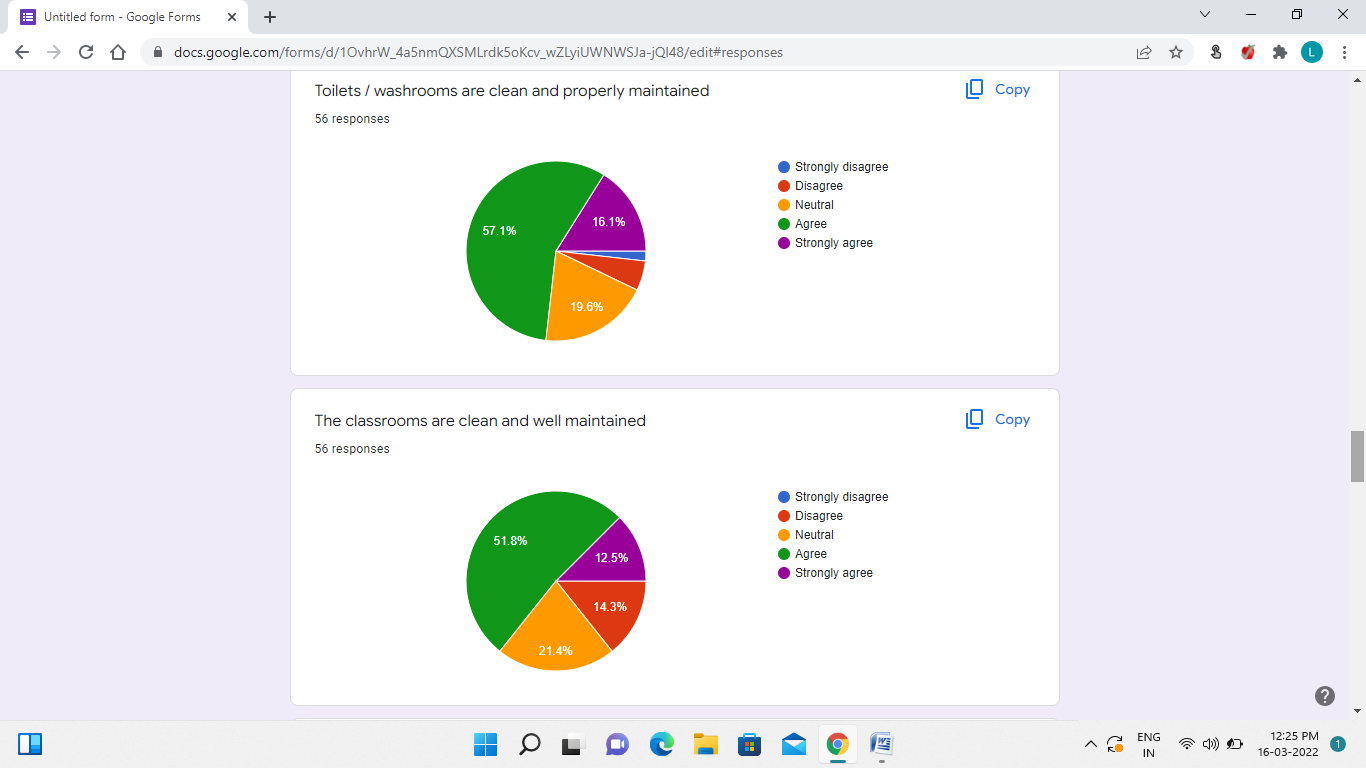 Untitled form - Google Forms
docs.google.com/forms/d/1OvhrW_4a5nmQXSMLrdk5oKcv_wZLyiUWNWSJa-jQI48/edit#responses
L
Toilets / washrooms are clean and properly maintained
Copy
56 responses
57.1%
16.1%
19.6%
Strongly disagree
Disagree
Neutral
Agree
Strongly agree
The classrooms are clean and well maintained
Copy
56 responses
51.8%
12.5%
14.3%
21.4%
Strongly disagree
Disagree
Neutral
Agree
Strongly agree
ENG
IN
12:25 PM
16-03-2022
1